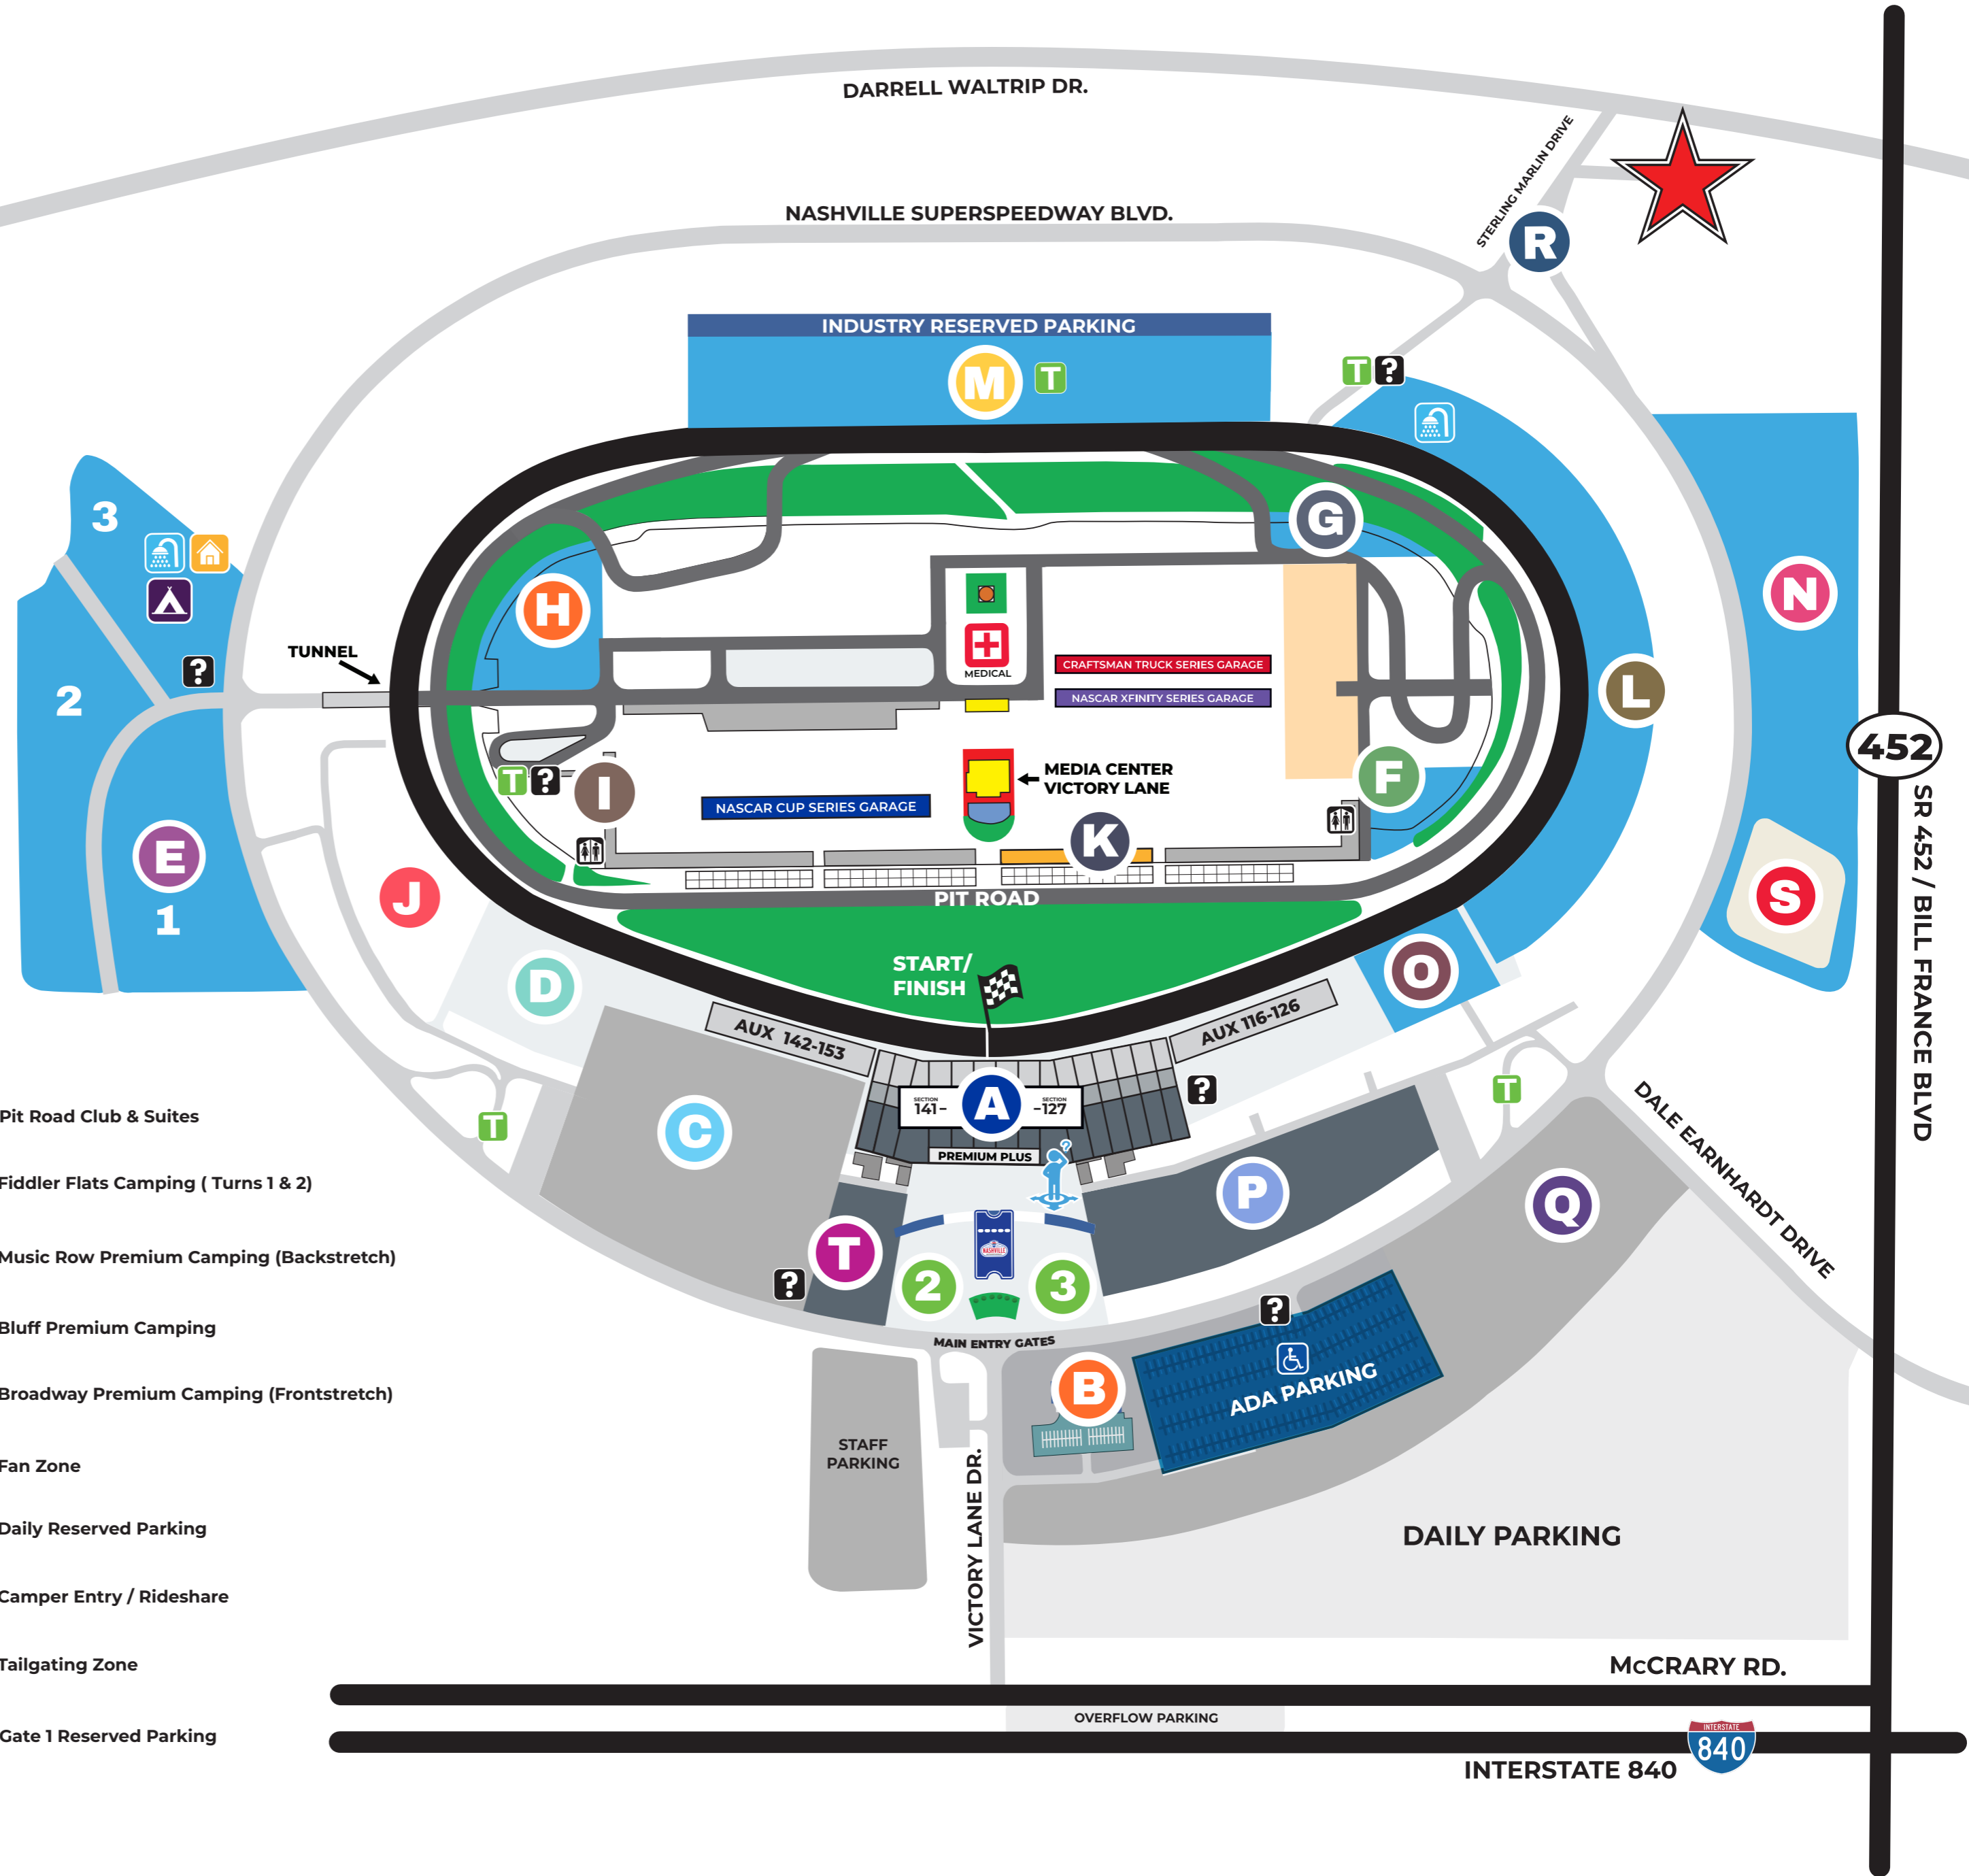 DARRELL WALTRIP DR.
STERLING MARLIN DRIVE
NASHVILLE SUPERSPEEDWAY BLVD.
R
INDUSTRY RESERVED PARKING
M
T
T
?
3
G
N
H
?
TUNNEL
MEDICAL
CRAFTSMAN TRUCK SERIES GARAGE
NASCAR XFINITY SERIES GARAGE
L
2
452
SR 452 / BILL FRANCE BLVD
MEDIA CENTER
VICTORY LANE
T
?
I
NASCAR CUP SERIES GARAGE
F
K
E
1
J
S
PIT ROAD
START/
FINISH
D
O
AUX 142-153
AUX 116-126
SECTION
141-
A
SECTION
-127
?
T
T
C
PREMIUM PLUS
DALE EARNHARDT DRIVE
Pit Road Club & Suites
Fiddler Flats Camping ( Turns 1 & 2)
Music Row Premium Camping (Backstretch)
Bluff Premium Camping
Broadway Premium Camping (Frontstretch)
Fan Zone
Daily Reserved Parking
Camper Entry / Rideshare
Tailgating Zone
Gate 1 Reserved Parking
?
P
Q
T
NASHVILLE
?
2
3
?
MAIN ENTRY GATES
B
ADA PARKING
STAFF
PARKING
VICTORY LANE DR.
DAILY PARKING
McCRARY RD.
OVERFLOW PARKING
INTERSTATE
840
INTERSTATE 840